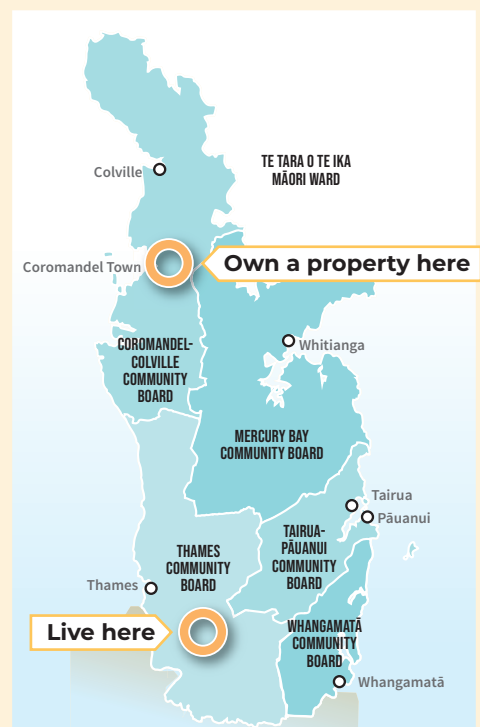 Colville
TE TARA O TE IKA
MĀORI WARD
Coromandel Town
Own a property here
COROMANDEL-
COLVILLE
COMMUNITY
BOARD
Whitianga
MERCURY BAY
COMMUNITY BOARD
Tairua
Pāuanui
TAIRUA-
PĀUANUI
COMMUNITY
BOARD
THAMES
COMMUNITY
BOARD
Thames
Live here
WHANGAMATĀ
COMMUNITY
BOARD
Whangamatā